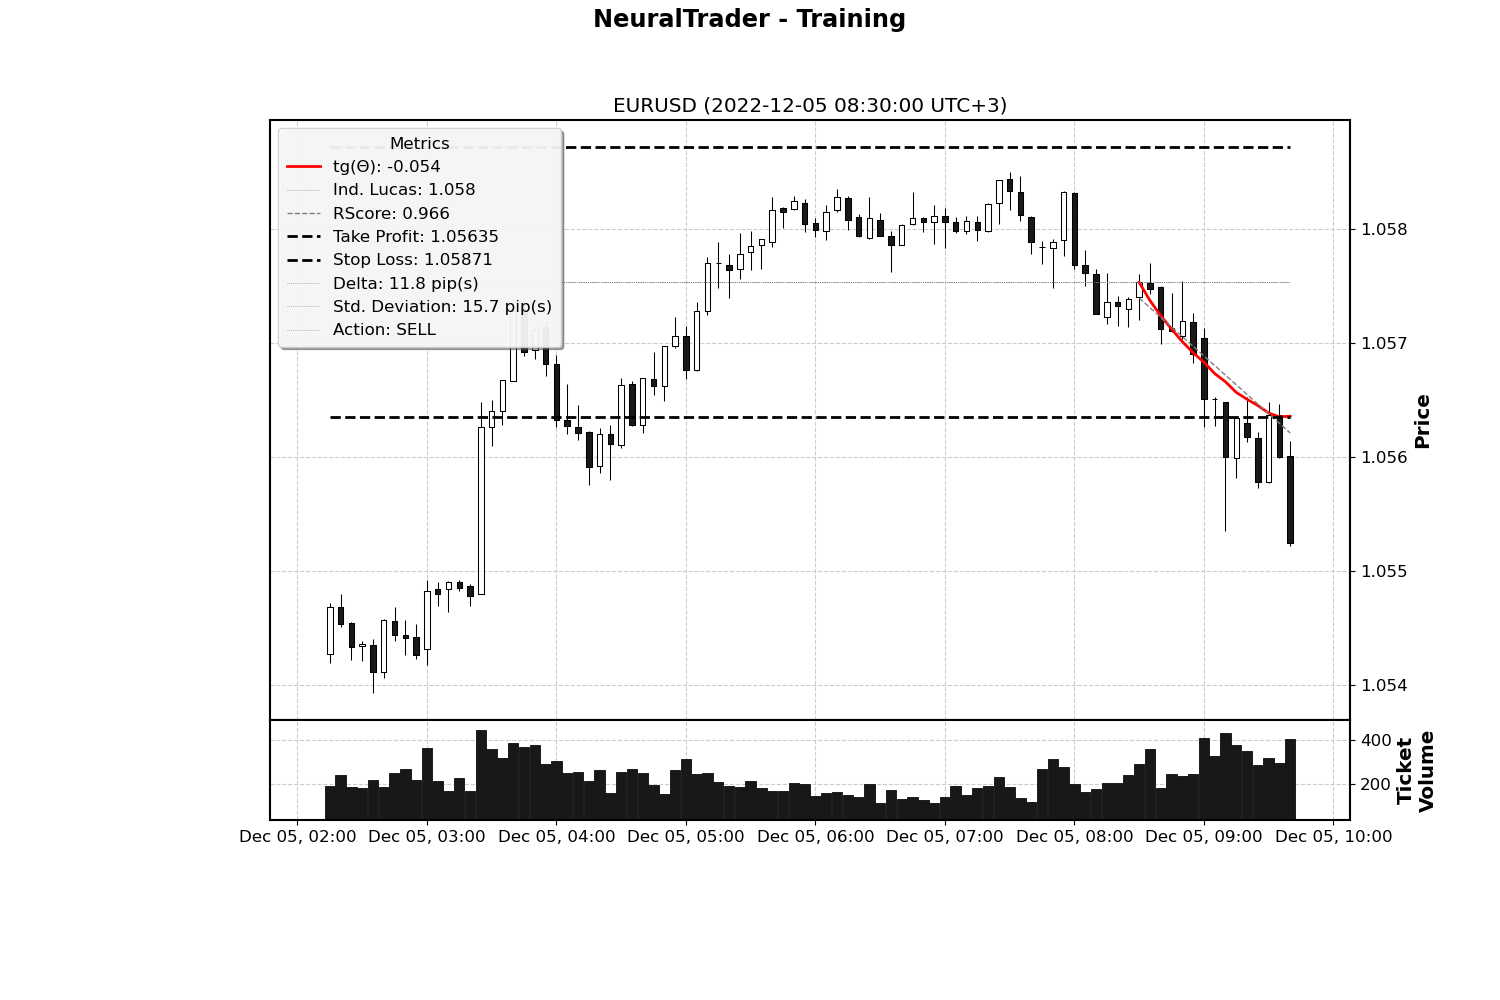 NeuralTrader - Training
EURUSD (2022-12-05 08:30:00 UTC+3)
Metrics
tg(Θ): -0.054
Ind. Lucas: 1.058
RScore: 0.966
Take Profit: 1.05635
Stop Loss: 1.05871
Delta: 11.8 pip(s)
Std. Deviation: 15.7 pip(s)
Action: SELL
1.058
1.057
1.056
1.055
1.054
Price
400
200
Ticket
Volume
Dec 05, 02:00 Dec 05, 03:00 Dec 05, 04:00 Dec 05, 05:00 Dec 05, 06:00 Dec 05, 07:00 Dec 05, 08:00 Dec 05, 09:00 Dec 05, 10:00